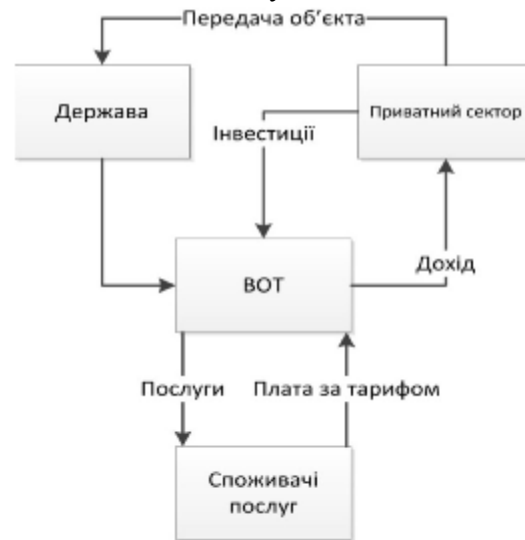 Передача об’єкта
Держава
Приватний сектор
Інвестиції
ВОТ
Дохід
Послуги
Плата за тарифом
Споживачі
послуг